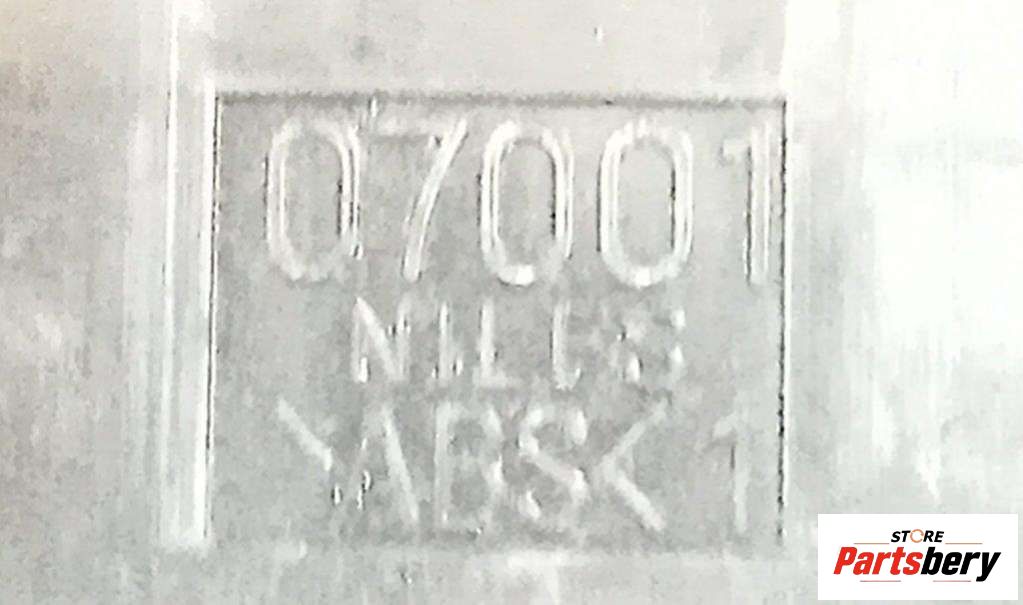 07001
NILES
>ABS< 1
STORE
Partsbery